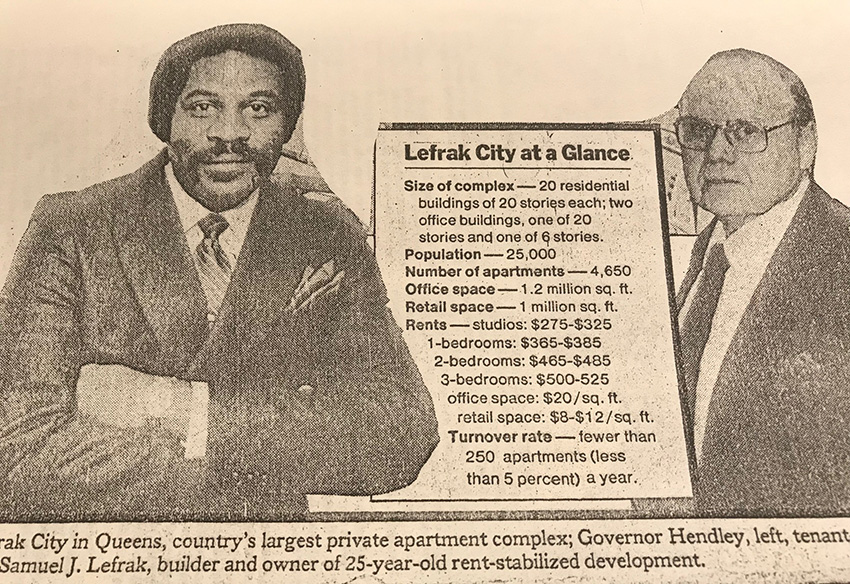 Lefrak City at a Glance
Size of complex — 20 residential
buildings of 20 stories each; two
office buildings, one of 20
stories and one of 6 stories.
Population — 25,000
Number of apartments — 4,650
Office space — 1.2 million sq. ft.
Retail space — 1 million sq. ft.
Rents — studios: $275-$325
1-bedrooms: $365-$385
2-bedrooms: $465-$485
3-bedrooms: $500-525
office space: $20/sq. ft.
retail space: $8-$12/sq. ft.
Turnover rate — fewer than
250 apartments (less
than 5 percent) a year.
rak City in Queens, country's largest private apartment complex; Governor Hendley, left, tenant
Samuel J. Lefrak, builder and owner of 25-year-old rent-stabilized development.